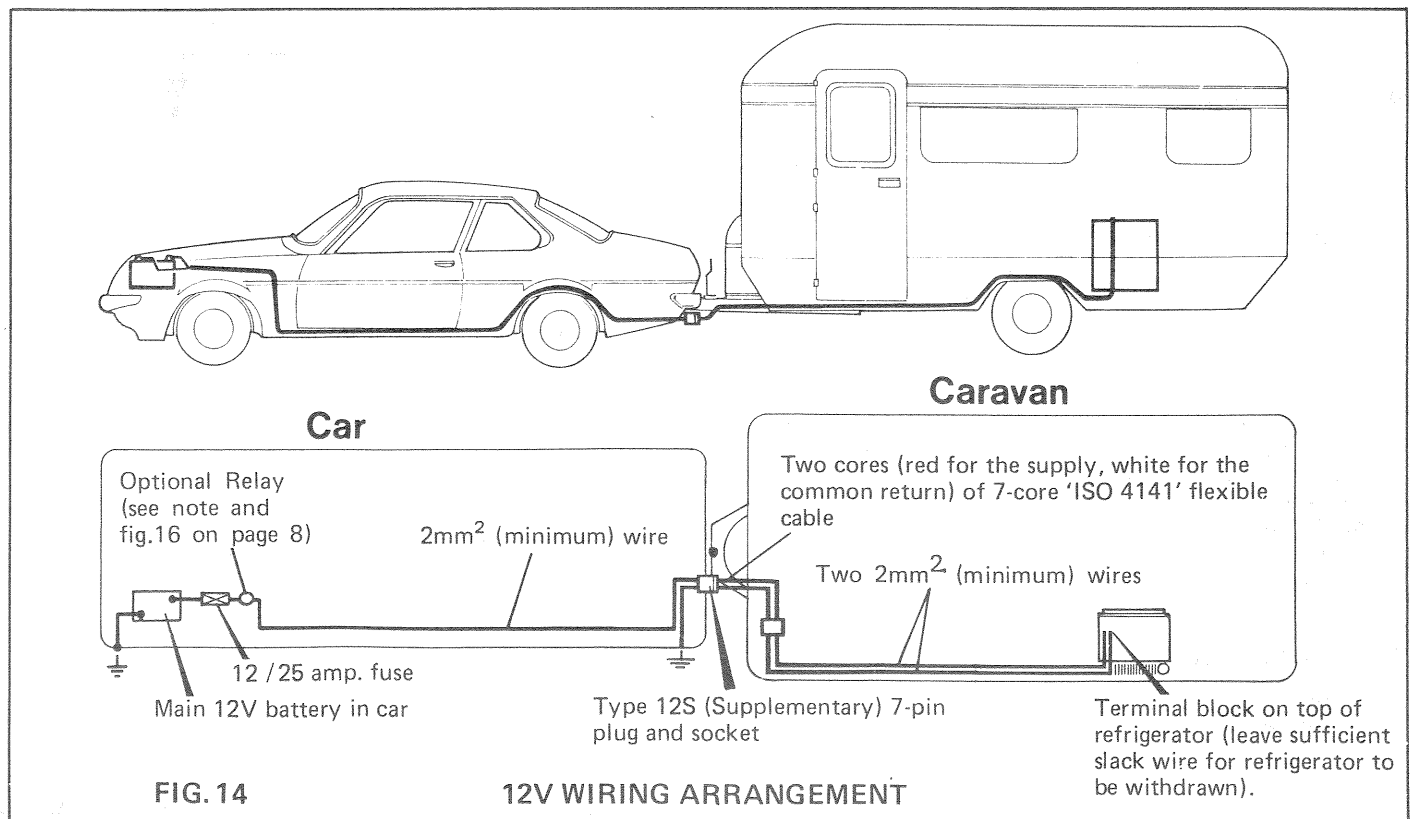 Caravan
Car
Optional Relay
(see note and
fig.16 on page 8)
2mm² (minimum) wire
12 /25 amp. fuse
Main 12V battery in car
Two cores (red for the supply, white for the
common return) of 7-core 'ISO 4141' flexible
cable
Two 2mm² (minimum) wires
Type 12S (Supplementary) 7-pin
plug and socket
Terminal block on top of
refrigerator (leave sufficient
slack wire for refrigerator to
be withdrawn).
FIG. 14
12V WIRING ARRANGEMENT